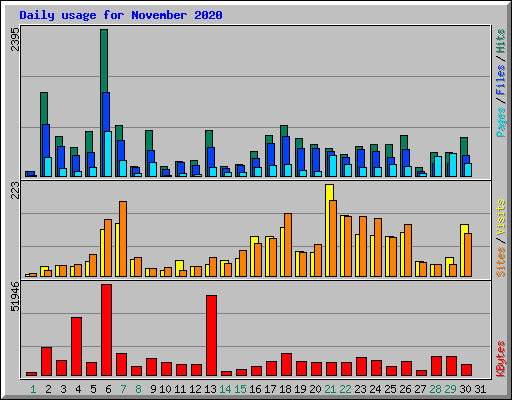 Daily usage for November 2020
2395
Pages / Files / Hits
223
Sites / Visits
51946
KBytes
1 2 3 4 5 6 7 8 9 10 11 12 13 14 15 16 17 18 19 20 21 22 23 24 25 26 27 28 29 30 31